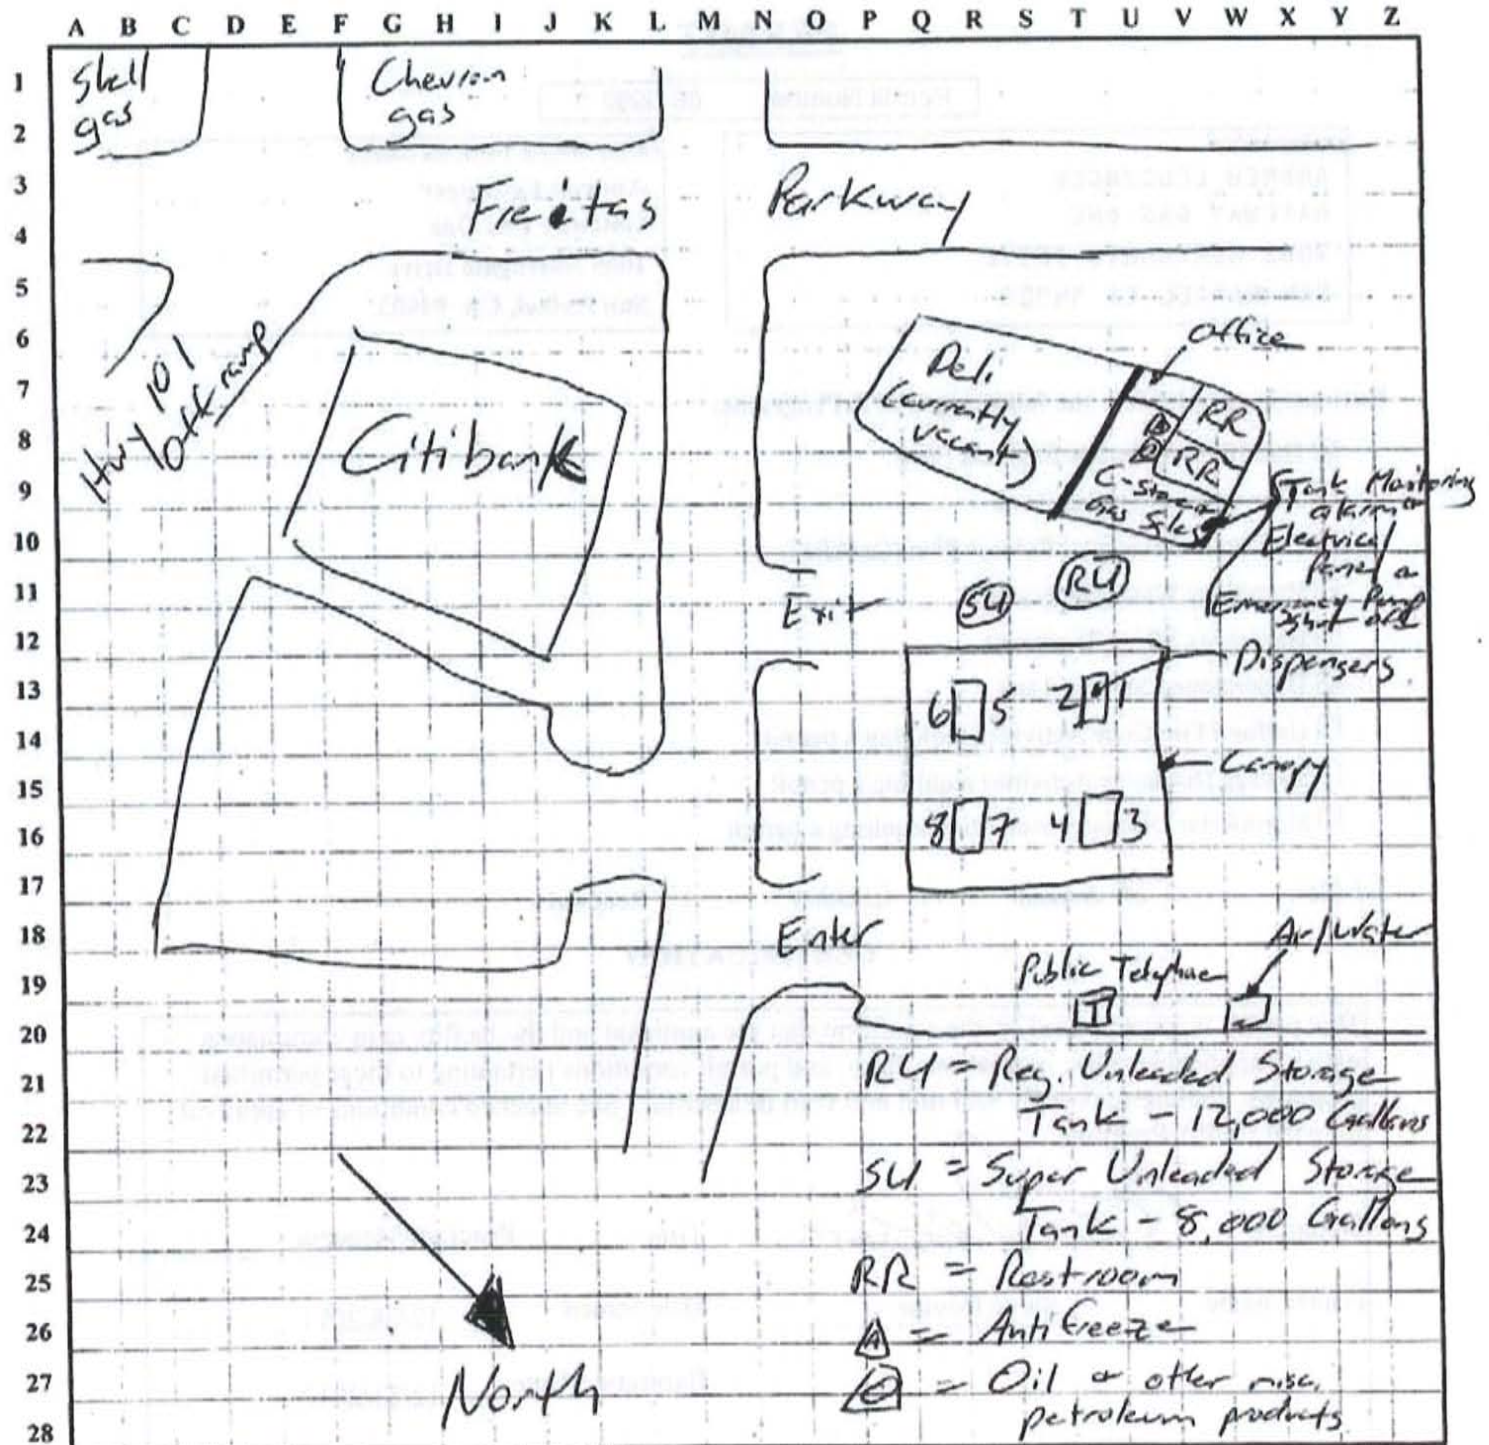 A B C D E F G H I J K L M N O P Q R S T U V W X Y Z
1
2
3
4
5
6
7
8
9
10
11
12
13
14
15
16
17
18
19
20
21
22
23
24
25
26
27
28
Shell
gas
Chevron
gas
Freitas Parkway
Hwy 101
off ramp
Citibank
Office
Deli
(currently
vacant)
RR
A
O
RR
C-Store
Gas Sales
Tank Monitoring
alarm
Electrical
Panel
Emergency Pump
Shut off
Exit
SU
RU
Dispensers
6 5 2 1
Canopy
8 7 4 3
Enter
Air/Water
Public Telephone
T
RU = Reg. Unleaded Storage
Tank - 12,000 Gallons
SU = Super Unleaded Storage
Tank - 8,000 Gallons
RR = Restroom
A = Antifreeze
O = Oil or other misc.
petroleum products
North